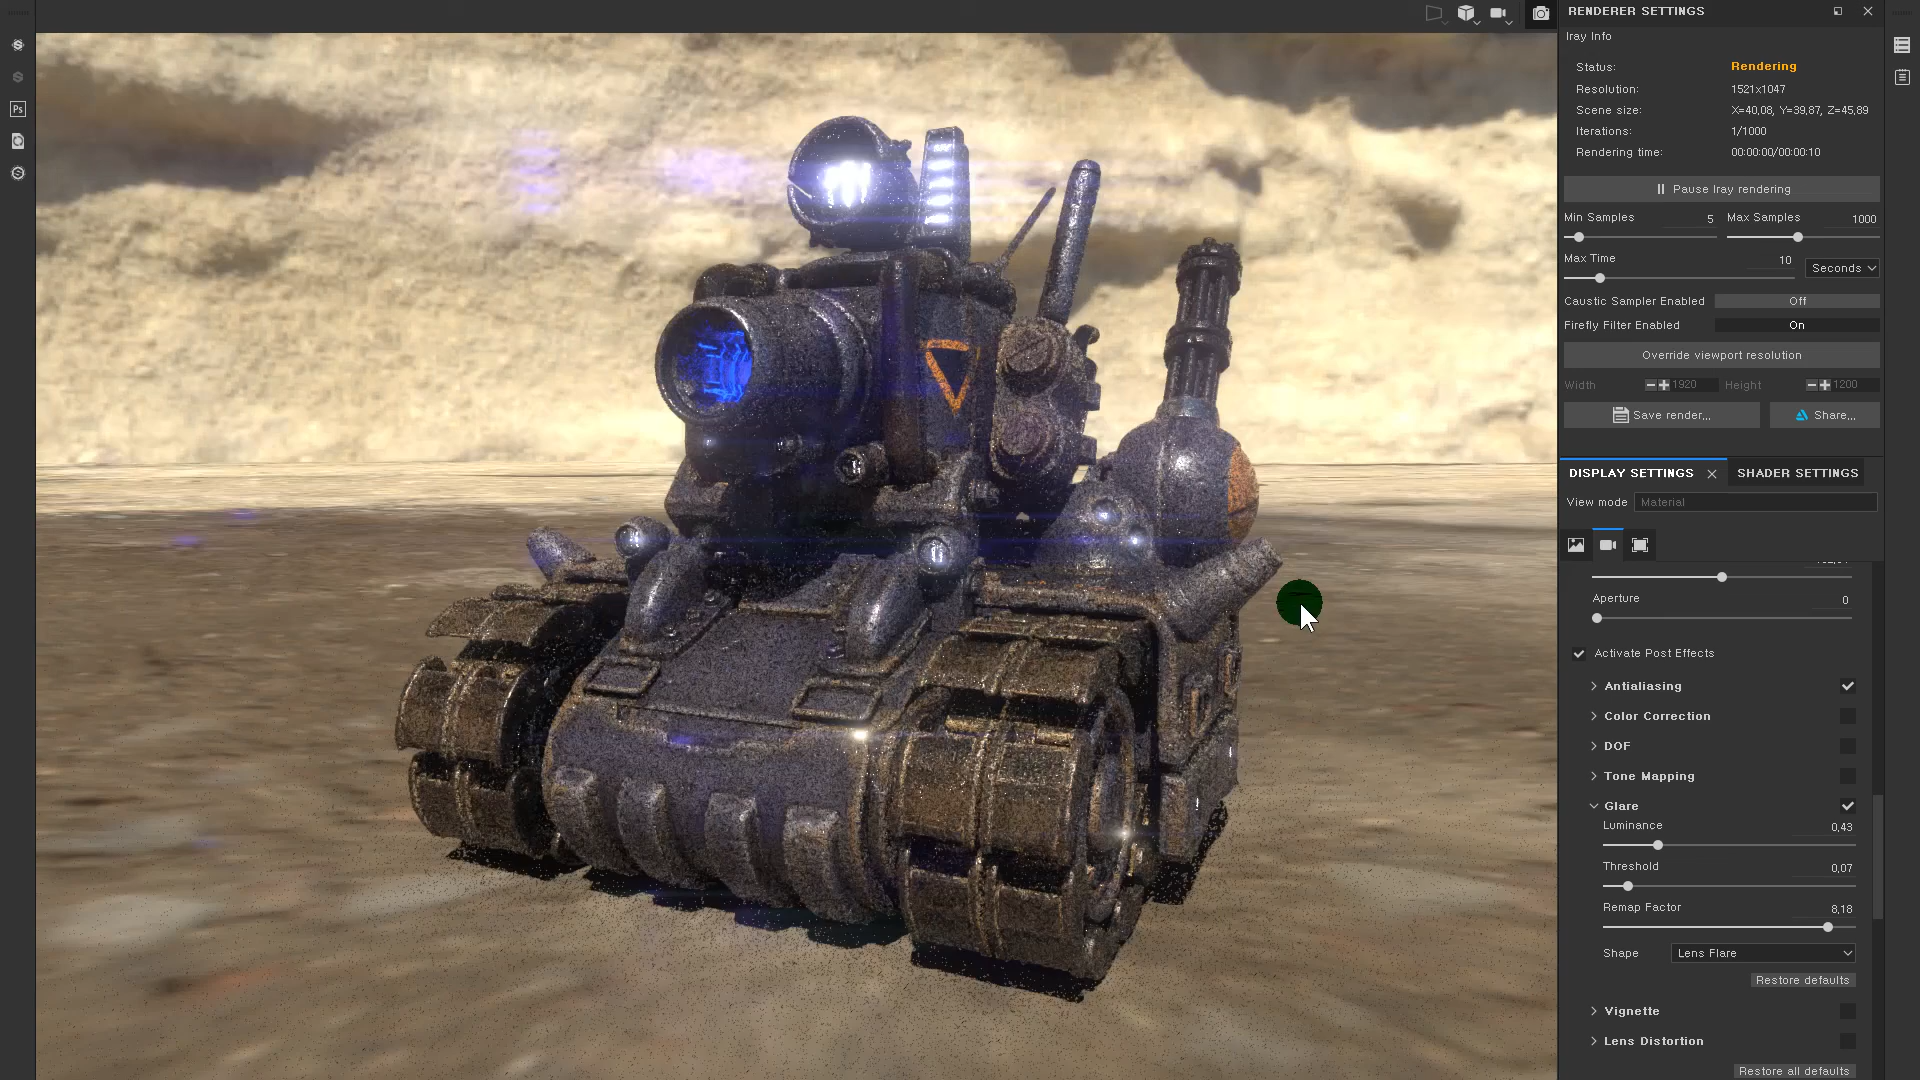 RENDERER SETTINGS
Iray Info
Status: Rendering
Resolution: 1521x1047
Scene size: X=40,08, Y=39,87, Z=45,89
Iterations: 1/1000
Rendering time: 00:00:00/00:00:10
Pause Iray rendering
Min Samples 5 Max Samples 1000
Max Time 10 Seconds
Caustic Sampler Enabled Off
Firefly Filter Enabled On
Override viewport resolution
Width 1920 Height 1200
Save render... Share...
DISPLAY SETTINGS SHADER SETTINGS
View mode Material
Aperture 0
Activate Post Effects
Antialiasing
Color Correction
DOF
Tone Mapping
Glare
Luminance 0,43
Threshold 0,07
Remap Factor 8,18
Shape Lens Flare
Restore defaults
Vignette
Lens Distortion
Restore all defaults
Ps